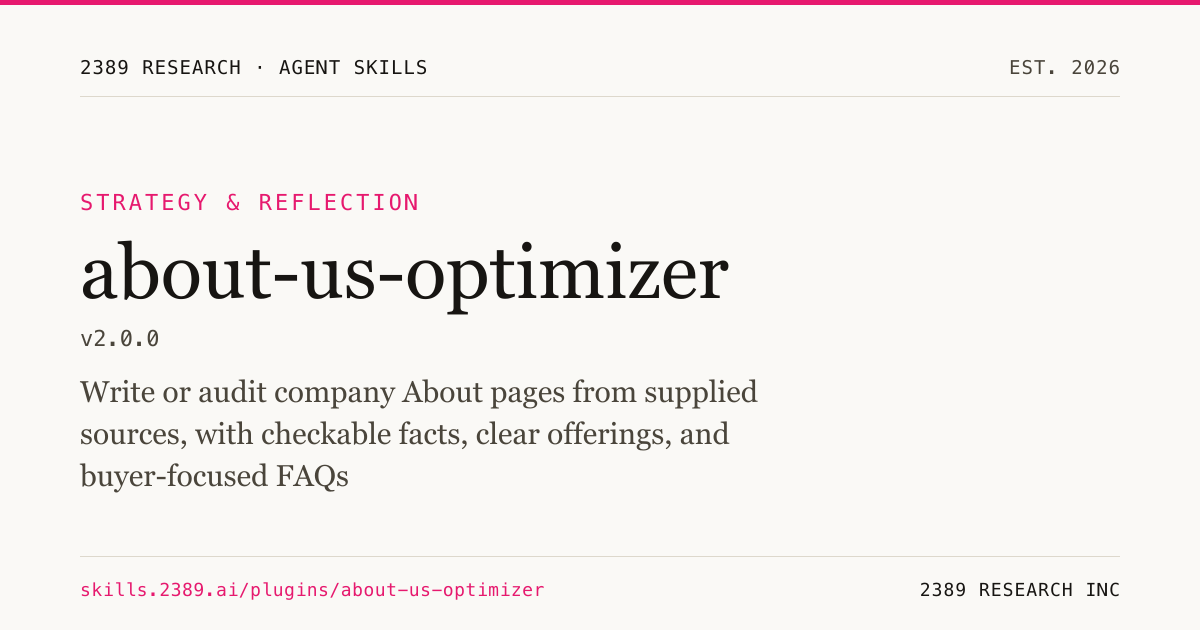 2389 RESEARCH · AGENT SKILLS
EST. 2026
STRATEGY & REFLECTION
about-us-optimizer
v2.0.0
Write or audit company About pages from supplied
sources, with checkable facts, clear offerings, and
buyer-focused FAQs
skills.2389.ai/plugins/about-us-optimizer
2389 RESEARCH INC